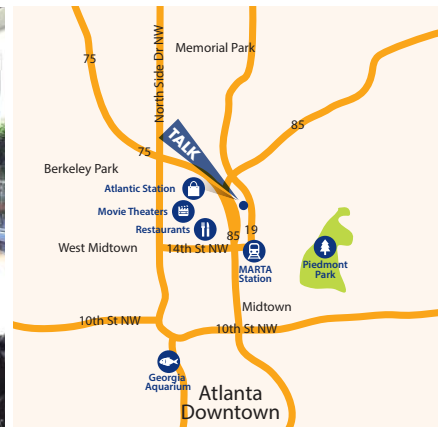 Memorial Park
North Side Dr NW
75
85
75
TALK
Berkeley Park
Atlantic Station
Movie Theaters
Restaurants
19
85
West Midtown
14th St NW
MARTA
Station
Piedmont
Park
Midtown
10th St NW
10th St NW
Georgia
Aquarium
Atlanta
Downtown